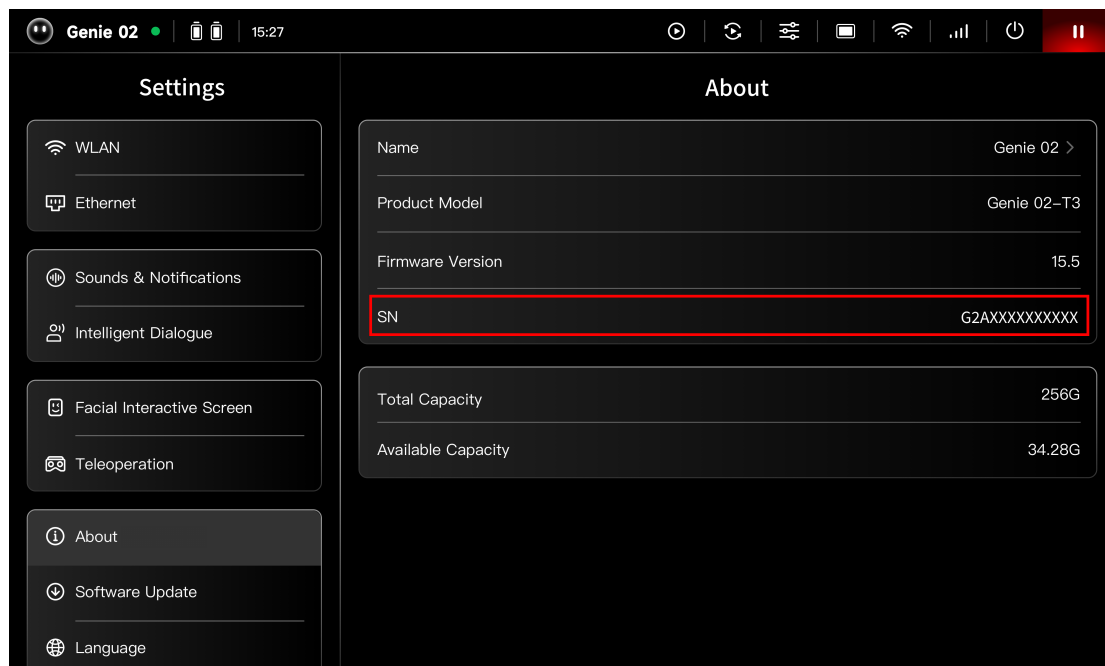 Genie 02
15:27
Settings
WLAN
Ethernet
Sounds & Notifications
Intelligent Dialogue
Facial Interactive Screen
Teleoperation
About
Software Update
Language
About
Name Genie 02
Product Model Genie 02–T3
Firmware Version 15.5
SN G2AXXXXXXXXXX
Total Capacity 256G
Available Capacity 34.28G